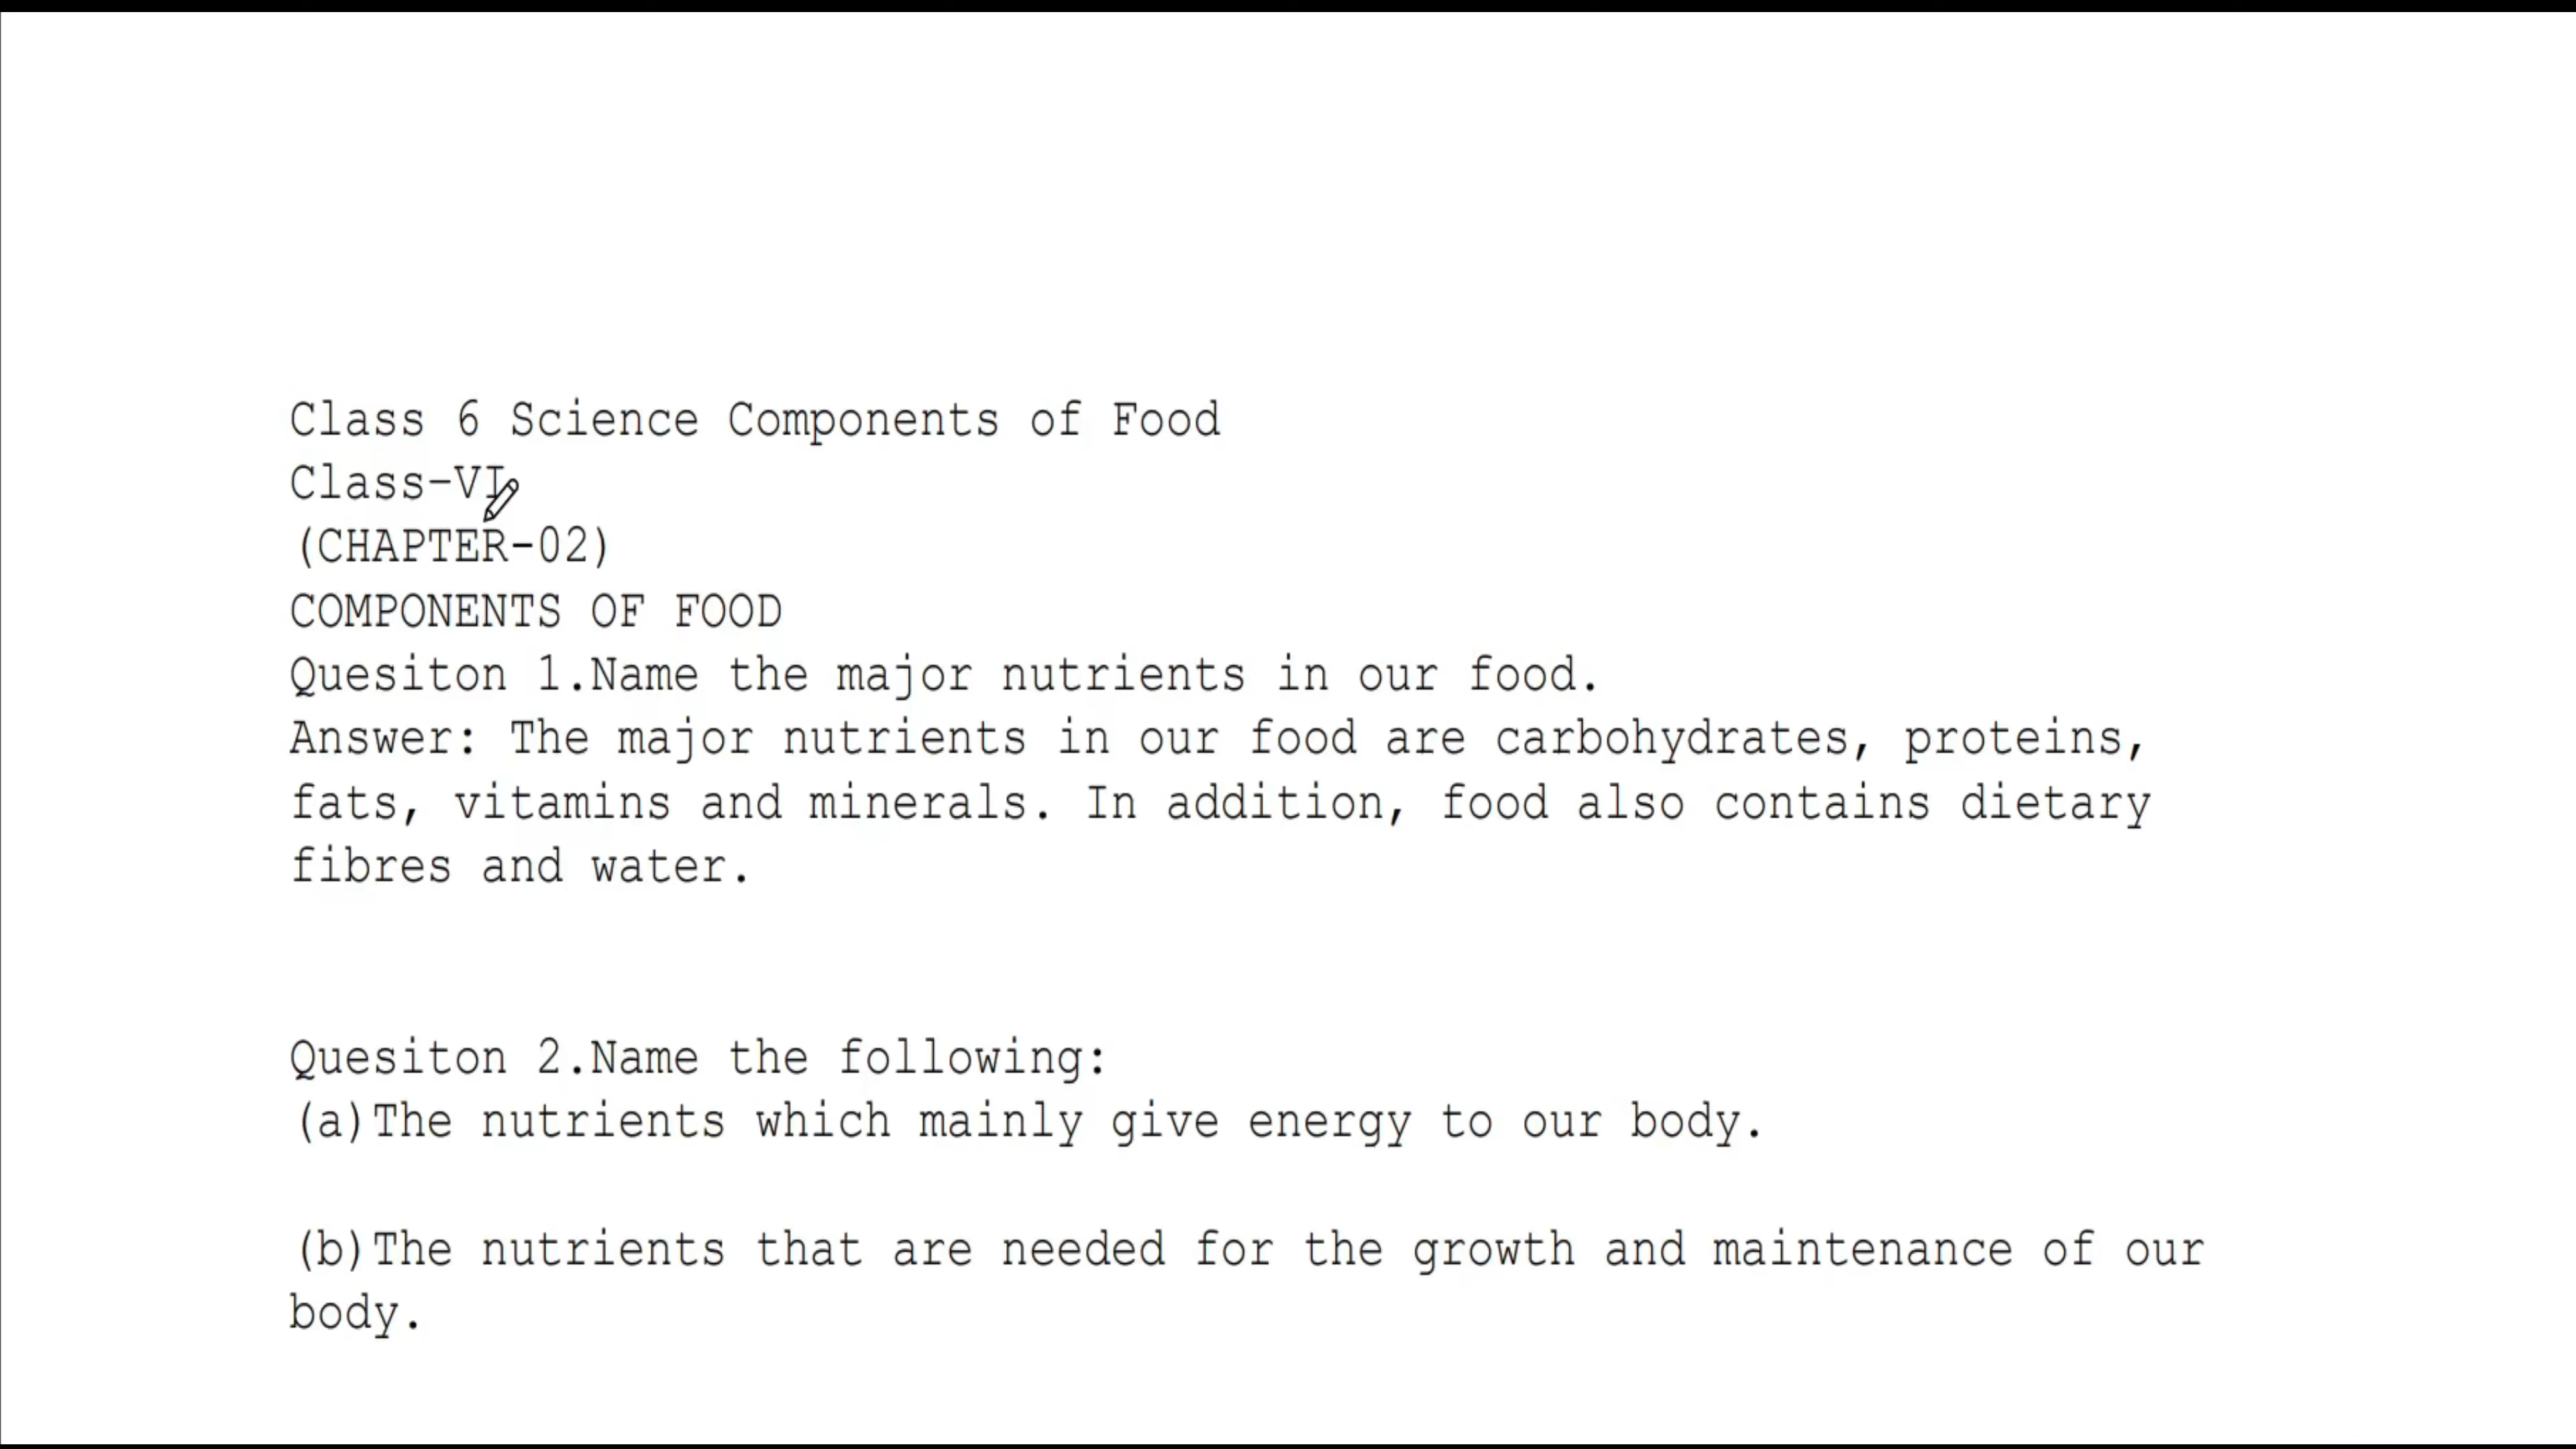 Class 6 Science Components of Food
Class-VI
(CHAPTER-02)
COMPONENTS OF FOOD
Quesiton 1.Name the major nutrients in our food.
Answer: The major nutrients in our food are carbohydrates, proteins,
fats, vitamins and minerals. In addition, food also contains dietary
fibres and water.
Quesiton 2.Name the following:
(a)The nutrients which mainly give energy to our body.
(b)The nutrients that are needed for the growth and maintenance of our
body.